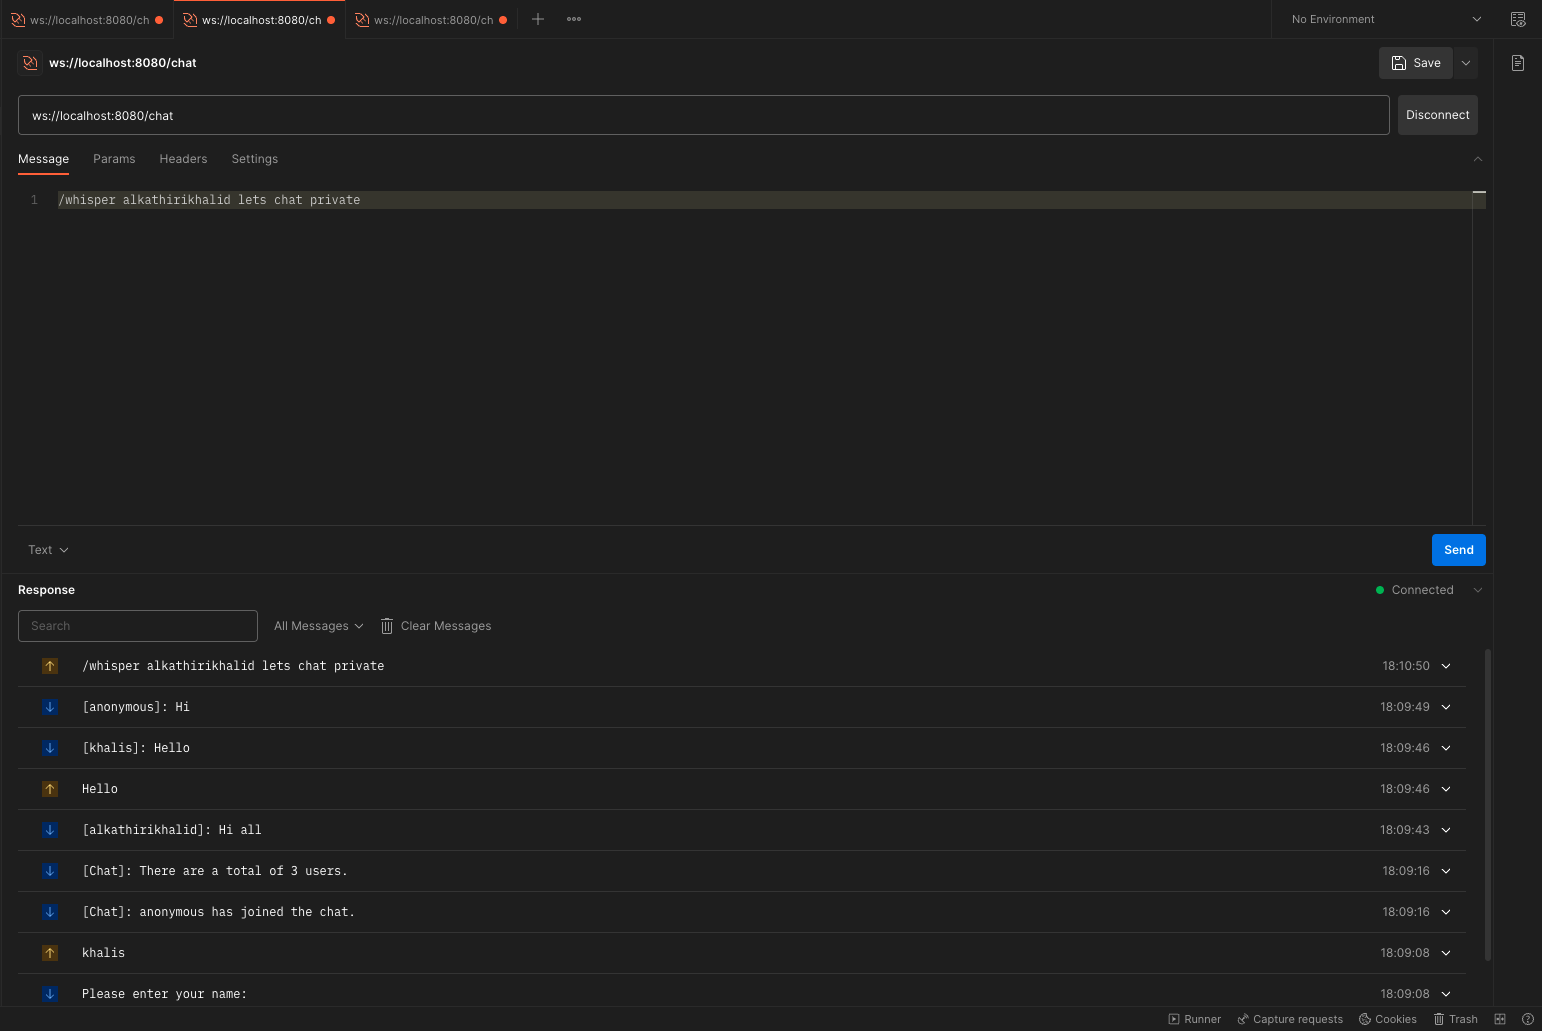 ws://localhost:8080/ch ws://localhost:8080/ch ws://localhost:8080/ch No Environment
ws://localhost:8080/chat Save
ws://localhost:8080/chat Disconnect
Message Params Headers Settings
1 /whisper alkathirikhalid lets chat private
Text Send
Response Connected
Search All Messages Clear Messages
/whisper alkathirikhalid lets chat private 18:10:50
[anonymous]: Hi 18:09:49
[khalis]: Hello 18:09:46
Hello 18:09:46
[alkathirikhalid]: Hi all 18:09:43
[Chat]: There are a total of 3 users. 18:09:16
[Chat]: anonymous has joined the chat. 18:09:16
khalis 18:09:08
Please enter your name: 18:09:08
Runner Capture requests Cookies Trash